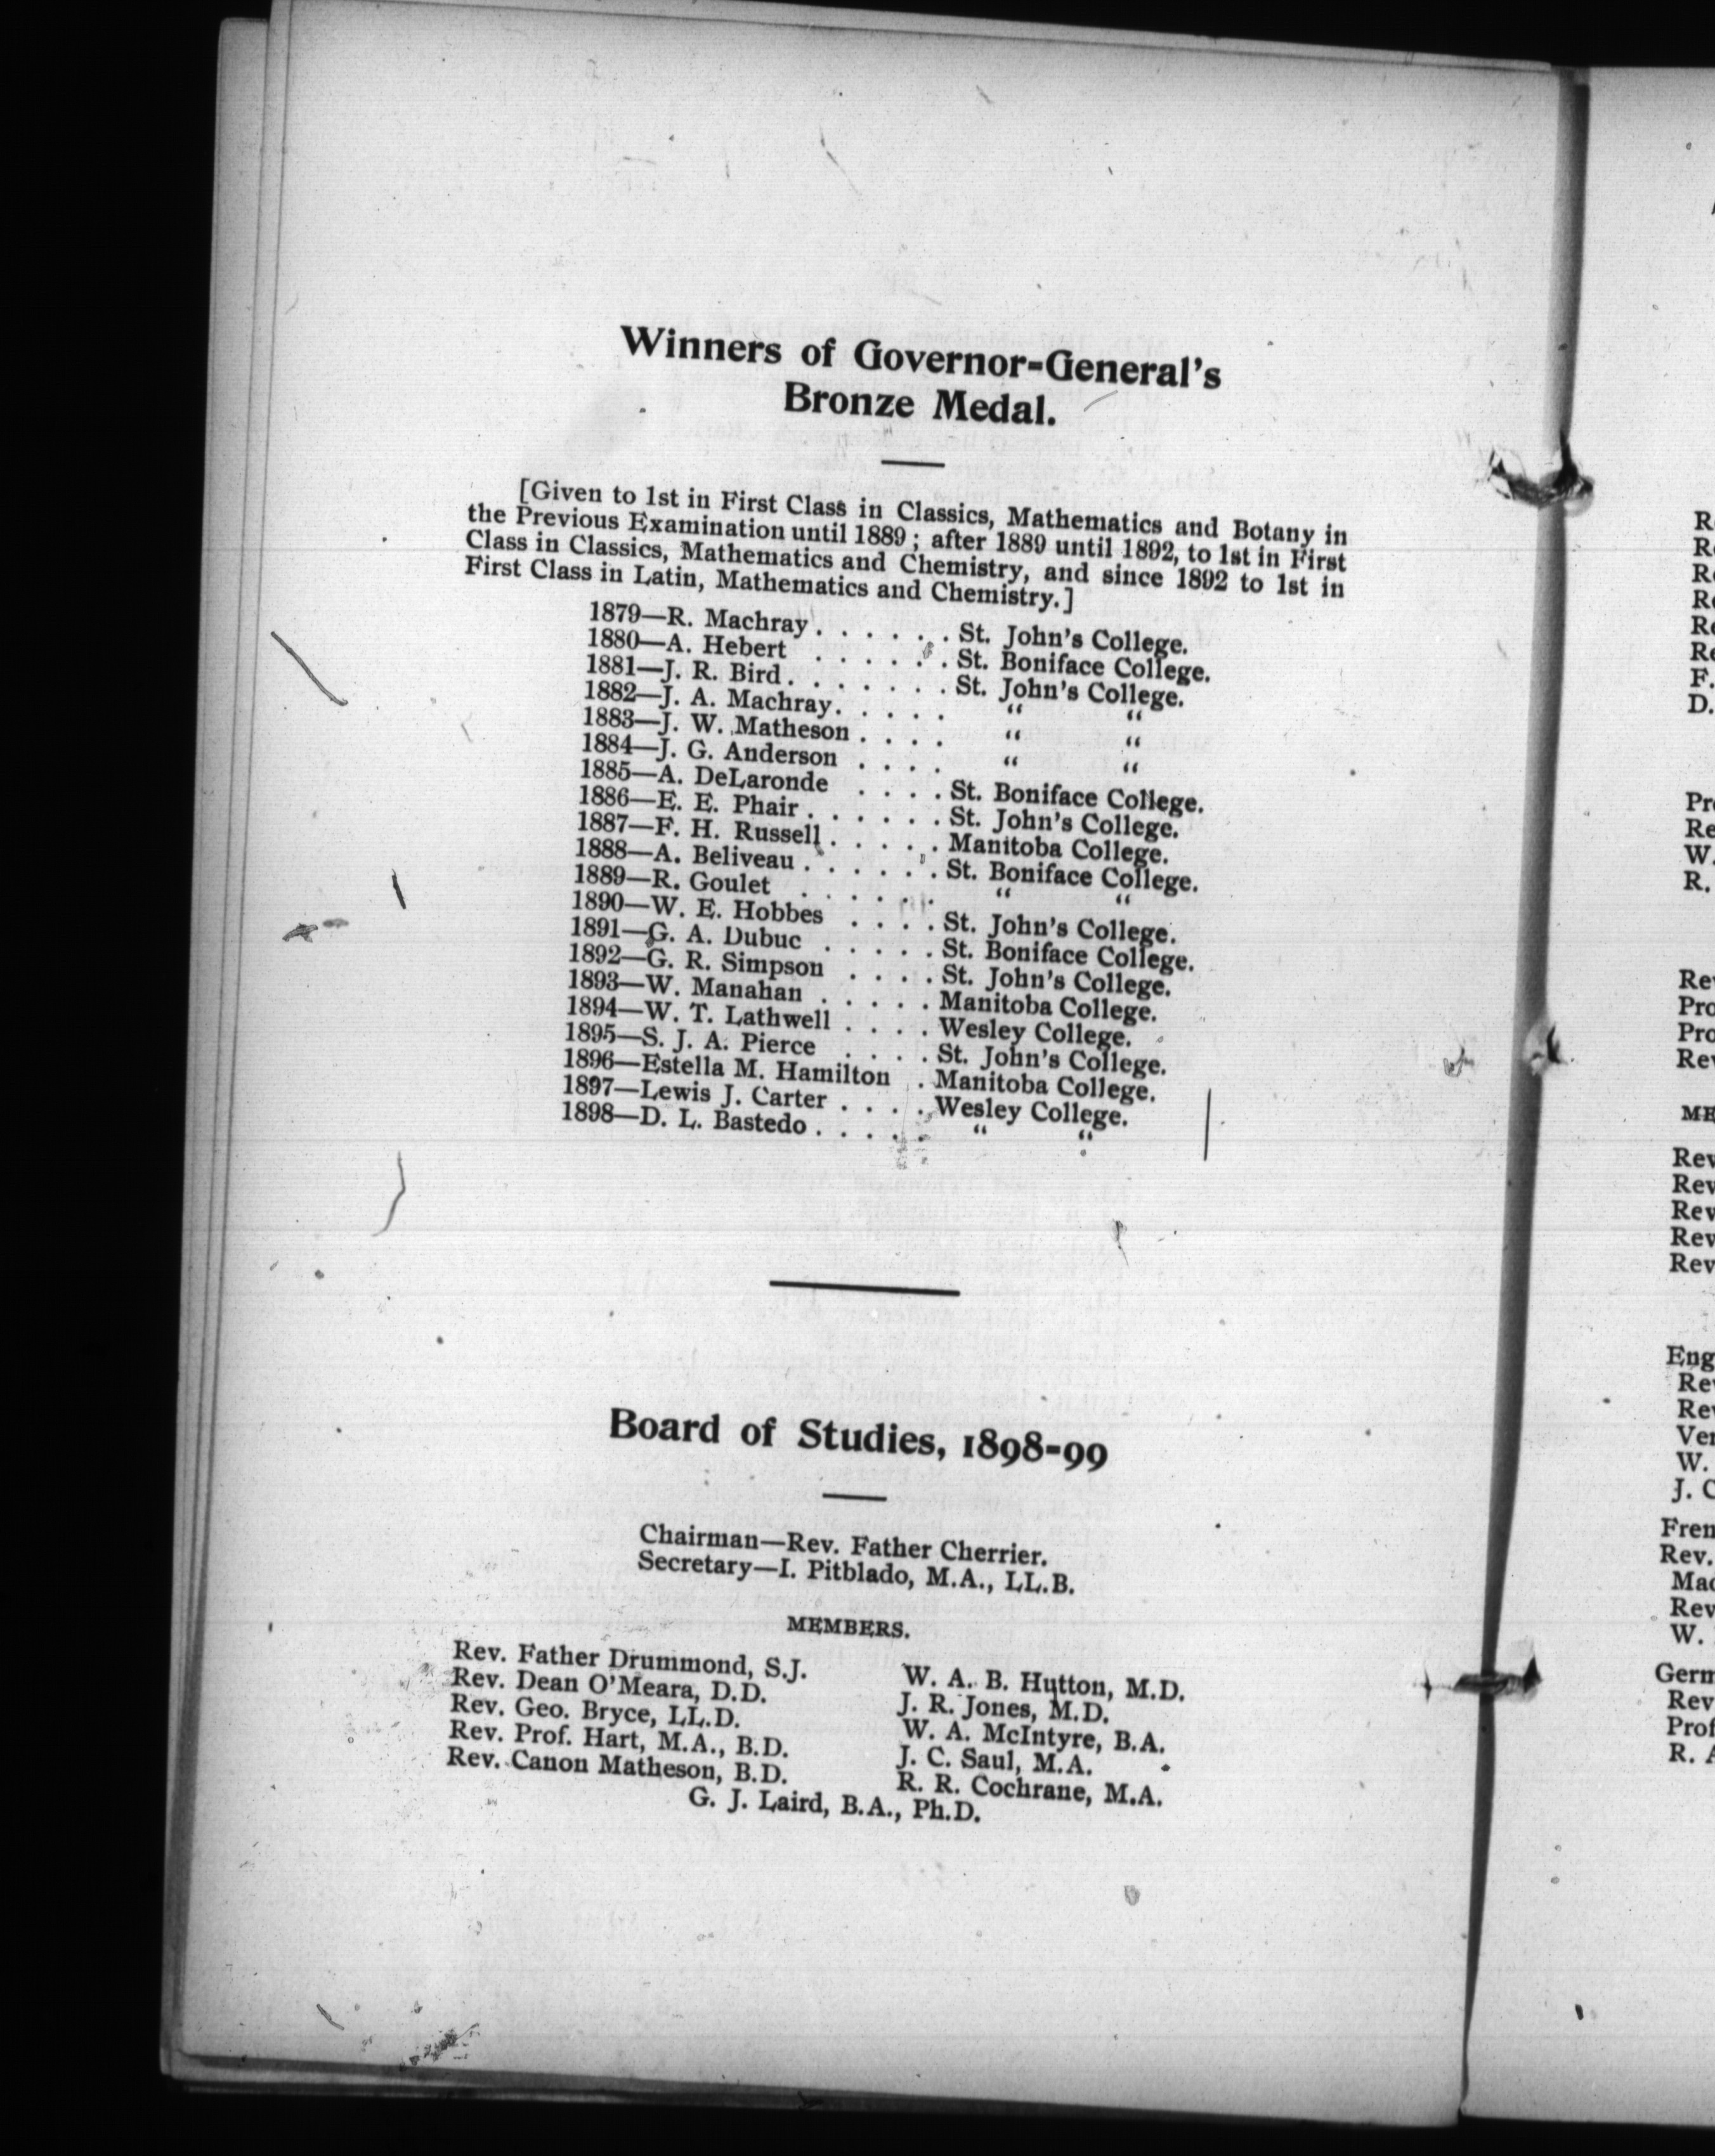 Winners of Governor-General's
Bronze Medal.
[Given to 1st in First Class in Classics, Mathematics and Botany in
the Previous Examination until 1889 ; after 1889 until 1892, to 1st in First
Class in Classics, Mathematics and Chemistry, and since 1892 to 1st in
First Class in Latin, Mathematics and Chemistry.]
1879—R. Machray . . . . . . St. John's College.
1880—A. Hebert . . . . . . St. Boniface College.
1881—J. R. Bird . . . . . . . St. John's College.
1882—J. A. Machray . . . . . “ “
1883—J. W. Matheson . . . . “ “
1884—J. G. Anderson . . . . “ “
1885—A. DeLaronde . . . . St. Boniface College.
1886—E. E. Phair . . . . . . St. John's College.
1887—F. H. Russell . . . . . Manitoba College.
1888—A. Beliveau . . . . . . St. Boniface College.
1889—R. Goulet . . . . . . “ “
1890—W. E. Hobbes . . . . St. John's College.
1891—G. A. Dubuc . . . . . St. Boniface College.
1892—G. R. Simpson . . . . St. John's College.
1893—W. Manahan . . . . . Manitoba College.
1894—W. T. Lathwell . . . . Wesley College.
1895—S. J. A. Pierce . . . . St. John's College.
1896—Estella M. Hamilton . Manitoba College.
1897—Lewis J. Carter . . . . Wesley College.
1898—D. L. Bastedo . . . . . “ “
Board of Studies, 1898-99
Chairman—Rev. Father Cherrier.
Secretary—I. Pitblado, M.A., LL.B.
MEMBERS.
Rev. Father Drummond, S.J.
Rev. Dean O'Meara, D.D.
Rev. Geo. Bryce, LL.D.
Rev. Prof. Hart, M.A., B.D.
Rev. Canon Matheson, B.D.
W. A. B. Hutton, M.D.
J. R. Jones, M.D.
W. A. McIntyre, B.A.
J. C. Saul, M.A.
R. R. Cochrane, M.A.
G. J. Laird, B.A., Ph.D.